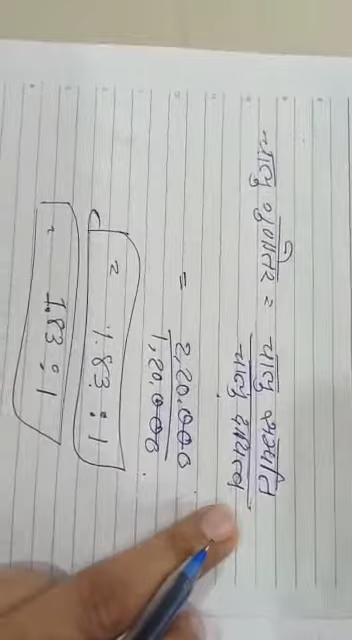 ચાલુ ગુણોત્તર = ચાલુ
ચાલુ
= 2,20,000
1,20,000
= 1.83 : 1
= 1.83 : 1